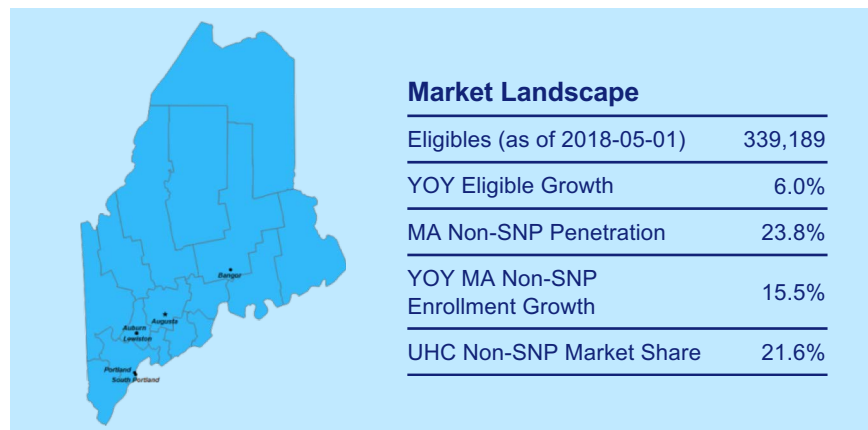 Market Landscape
Eligibles (as of 2018-05-01) 339,189
YOY Eligible Growth 6.0%
MA Non-SNP Penetration 23.8%
YOY MA Non-SNP
Enrollment Growth 15.5%
UHC Non-SNP Market Share 21.6%
Bangor
Augusta
Auburn
Lewiston
Portland
South Portland